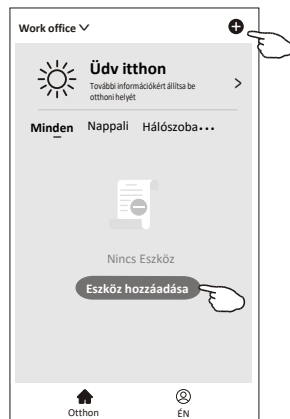 Work office
Üdv itthon
További információkért állítsa be
otthoni helyét
Minden Nappali Hálószoba...
Nincs Eszköz
Eszköz hozzáadása
Otthon ÉN